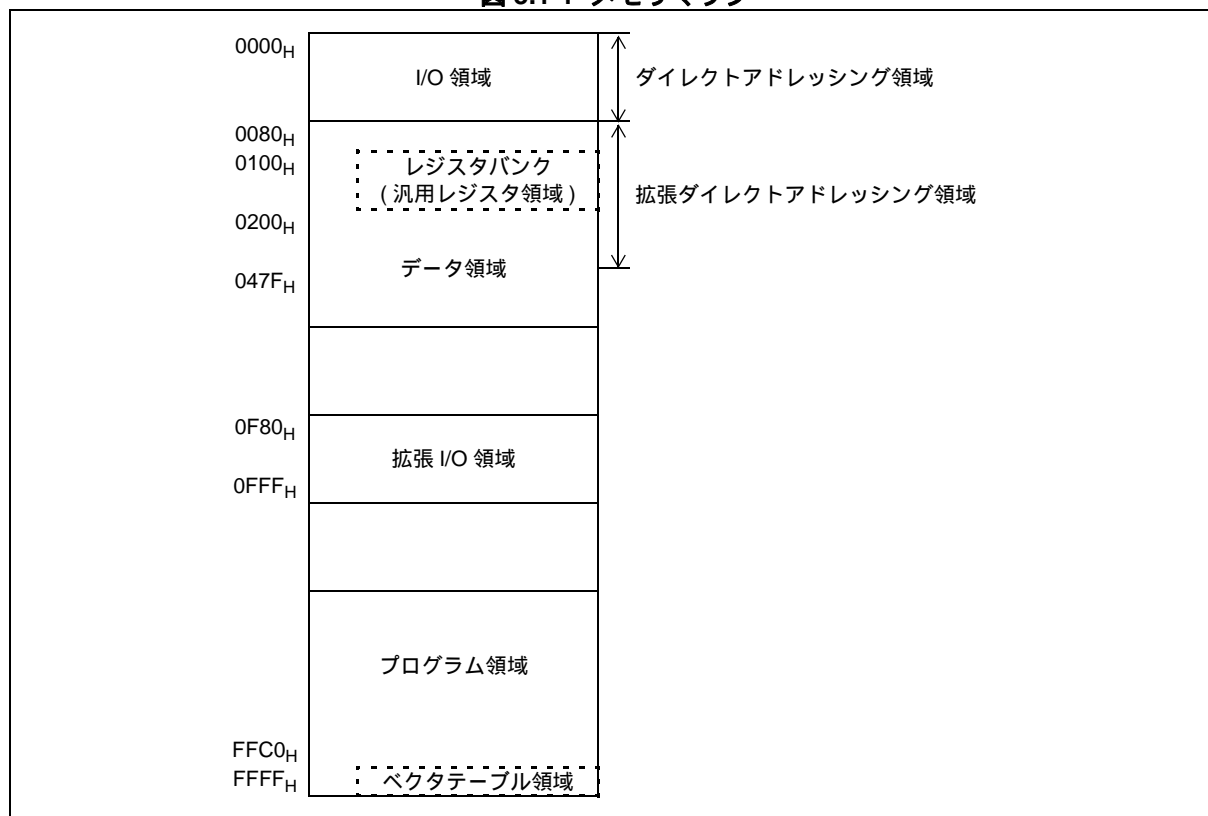 0000H
I/O 領域
ダイレクトアドレッシング領域
0080H
0100H
レジスタバンク
( 汎用レジスタ領域 )
拡張ダイレクトアドレッシング領域
0200H
データ領域
047FH
0F80H
拡張 I/O 領域
0FFFH
プログラム領域
FFC0H
FFFFH
ベクタテーブル領域